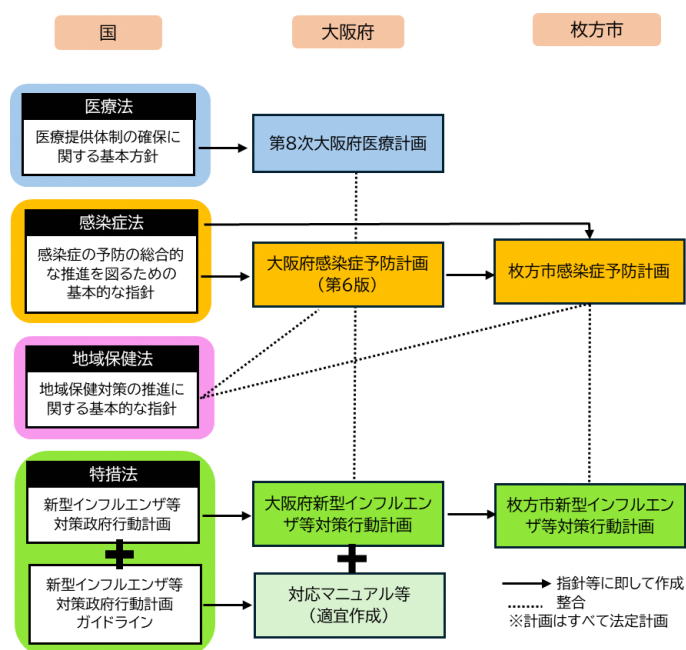 国
大阪府
枚方市
医療法
医療提供体制の確保に
関する基本方針
第8次大阪府医療計画
感染症法
感染症の予防の総合的
な推進を図るための
基本的な指針
大阪府感染症予防計画
（第6版）
枚方市感染症予防計画
地域保健法
地域保健対策の推進に
関する基本的な指針
特措法
新型インフルエンザ等
対策政府行動計画
大阪府新型インフルエン
ザ等対策行動計画
枚方市新型インフルエン
ザ等対策行動計画
新型インフルエンザ等
対策政府行動計画
ガイドライン
対応マニュアル等
（適宜作成）
指針等に即して作成
整合
※計画はすべて法定計画